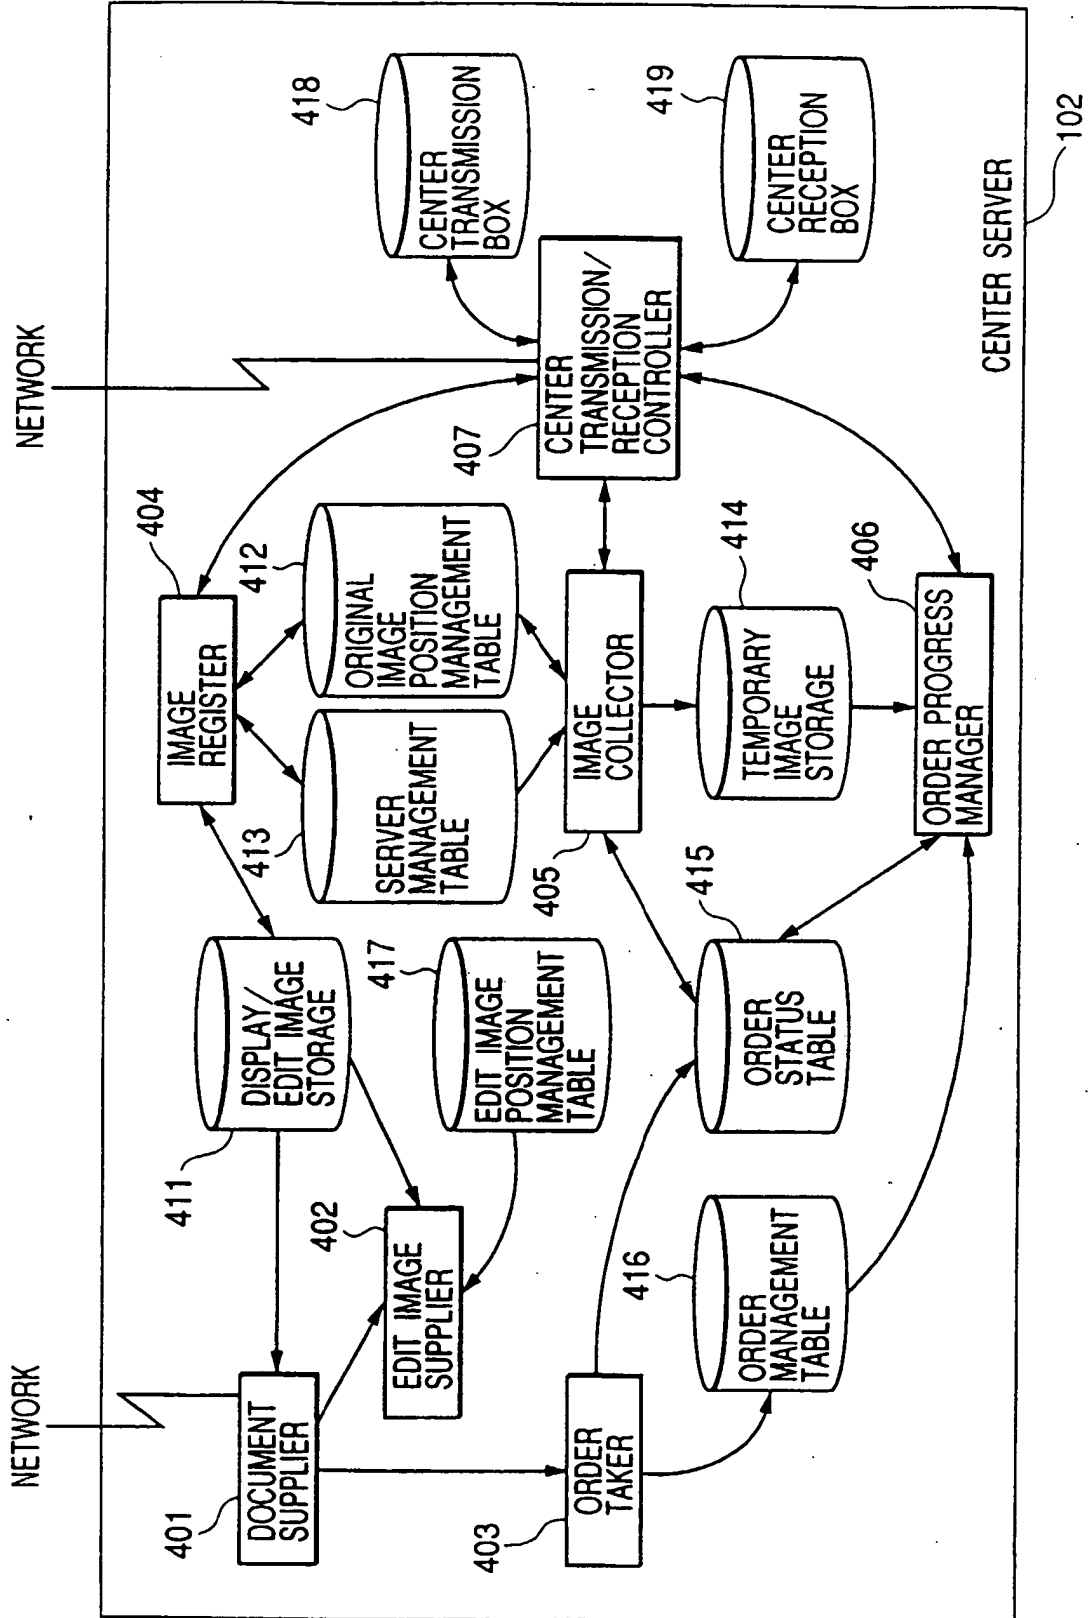 NETWORK
NETWORK
401
DOCUMENT
SUPPLIER
411
DISPLAY/
EDIT IMAGE
STORAGE
404
IMAGE
REGISTER
402
EDIT IMAGE
SUPPLIER
417
EDIT IMAGE
POSITION
MANAGEMENT
TABLE
413
SERVER
MANAGEMENT
TABLE
412
ORIGINAL
IMAGE
POSITION
MANAGEMENT
TABLE
407
CENTER
TRANSMISSION/
RECEPTION
CONTROLLER
418
CENTER
TRANSMISSION
BOX
403
ORDER
TAKER
405
IMAGE
COLLECTOR
416
ORDER
MANAGEMENT
TABLE
415
ORDER
STATUS
TABLE
414
TEMPORARY
IMAGE
STORAGE
419
CENTER
RECEPTION
BOX
406
ORDER PROGRESS
MANAGER
CENTER SERVER
102